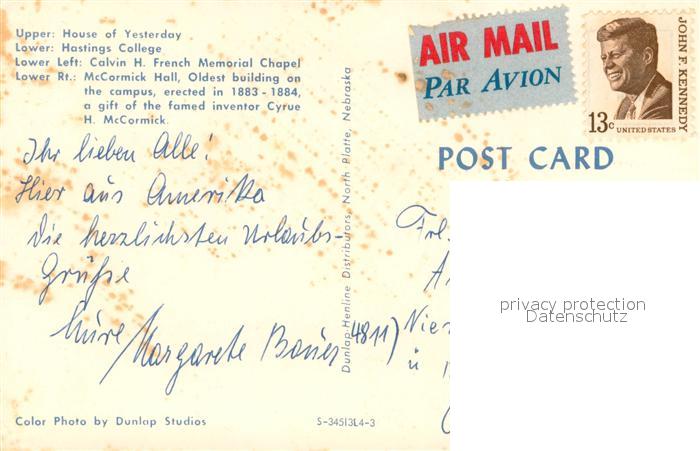 Upper: House of Yesterday
Lower: Hastings College
Lower Left: Calvin H. French Memorial Chapel
Lower Rt.: McCormick Hall, Oldest building on
the campus, erected in 1883-1884,
a gift of the famed inventor Cyrue
H. McCormick.
Ihr lieben Alle!
Hier aus Amerika
die herzlichsten Urlaubs-
Grüße
Eure
Margarete Bauer
4811)
Color Photo by Dunlap Studios
S-34513L4-3
Dunlap-Henline Distributors, North Platte, Nebraska
AIR MAIL
PAR AVION
JOHN F. KENNEDY
13c UNITED STATES
POST CARD
Frl.
privacy protection
Datenschutz